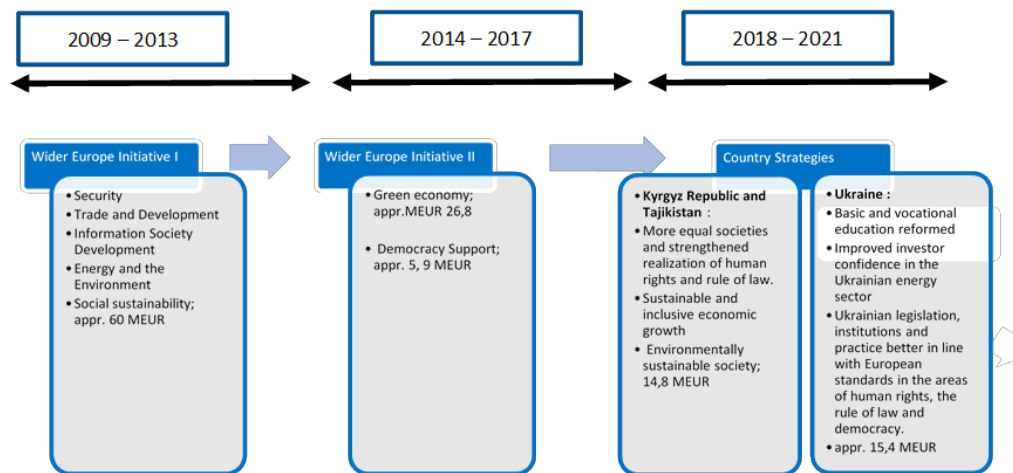 2009 – 2013
2014 – 2017
2018 – 2021
Wider Europe Initiative I
• Security
• Trade and Development
• Information Society
Development
• Energy and the
Environment
• Social sustainability;
appr. 60 MEUR
Wider Europe Initiative II
• Green economy;
appr.MEUR 26,8
• Democracy Support;
appr. 5, 9 MEUR
Country Strategies
• Kyrgyz Republic and
Tajikistan :
• More equal societies
and strengthened
realization of human
rights and rule of law.
• Sustainable and
inclusive economic
growth
• Environmentally
sustainable society;
14,8 MEUR
• Ukraine :
• Basic and vocational
education reformed
• Improved investor
confidence in the
Ukrainian energy
sector
• Ukrainian legislation,
institutions and
practice better in line
with European
standards in the areas
of human rights, the
rule of law and
democracy.
• appr. 15,4 MEUR